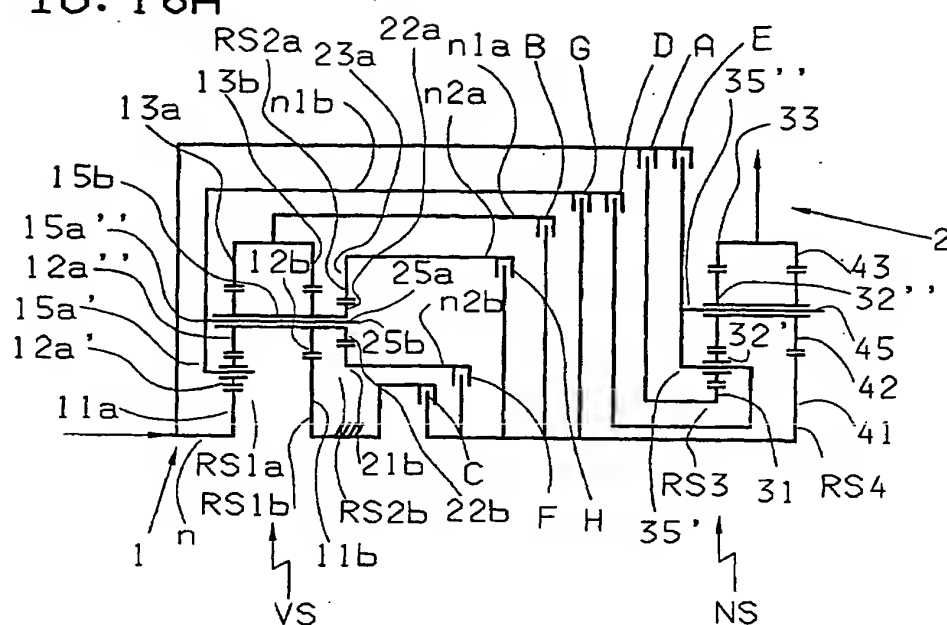 IG. 16A
RS2a 23a 22a n1a B G D A E
13b n1b n2a 35''
13a 33
15b
15a'' 12b 2
12a'' 25a 43
15a' n2b 32''
12a' 25b 32' 45
11a 42
41
RS1a 21b C RS3 31 RS4
n RS1b RS2b 22b F H 35'
1 11b
VS NS